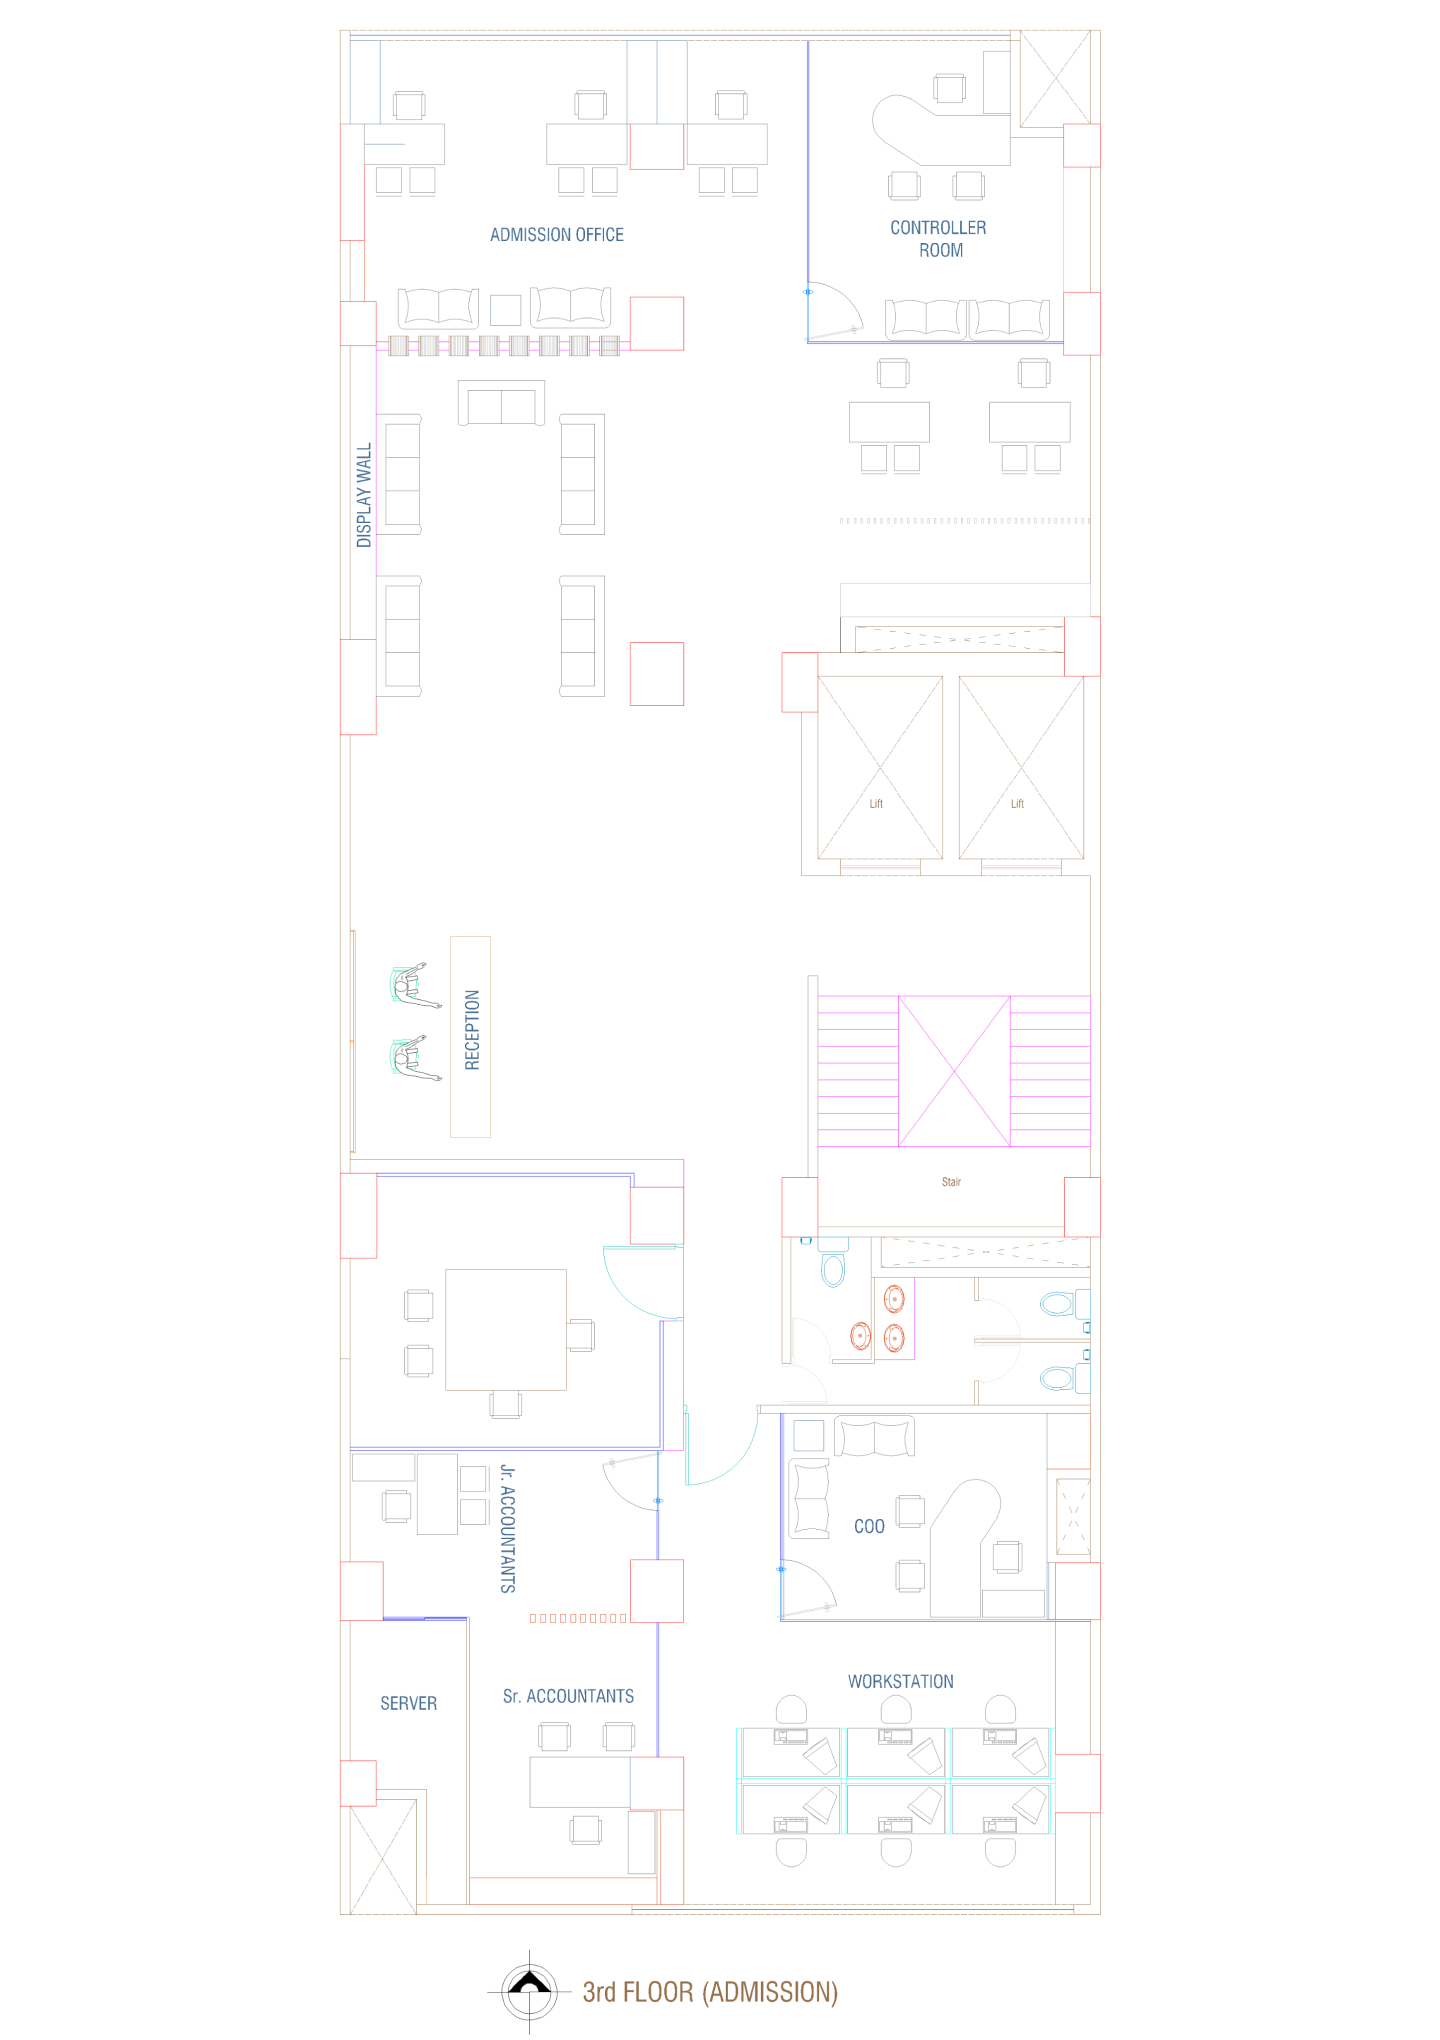 ADMISSION OFFICE
CONTROLLER
ROOM
DISPLAY WALL
Lift
Lift
RECEPTION
Stair
Jr. ACCOUNTANTS
COO
WORKSTATION
Sr. ACCOUNTANTS
SERVER
3rd FLOOR (ADMISSION)